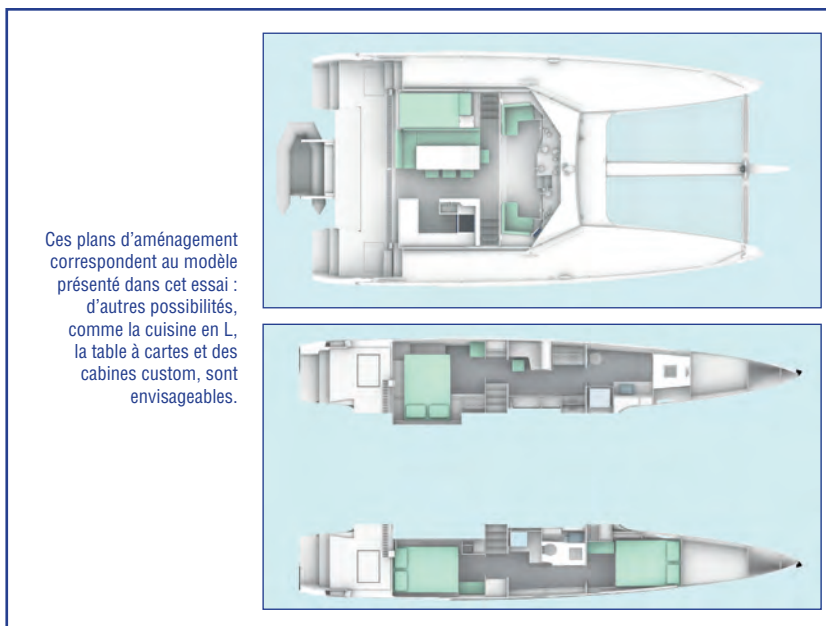 Ces plans d’aménagement
correspondent au modèle
présenté dans cet essai :
d’autres possibilités,
comme la cuisine en L,
la table à cartes et des
cabines custom, sont
envisageables.